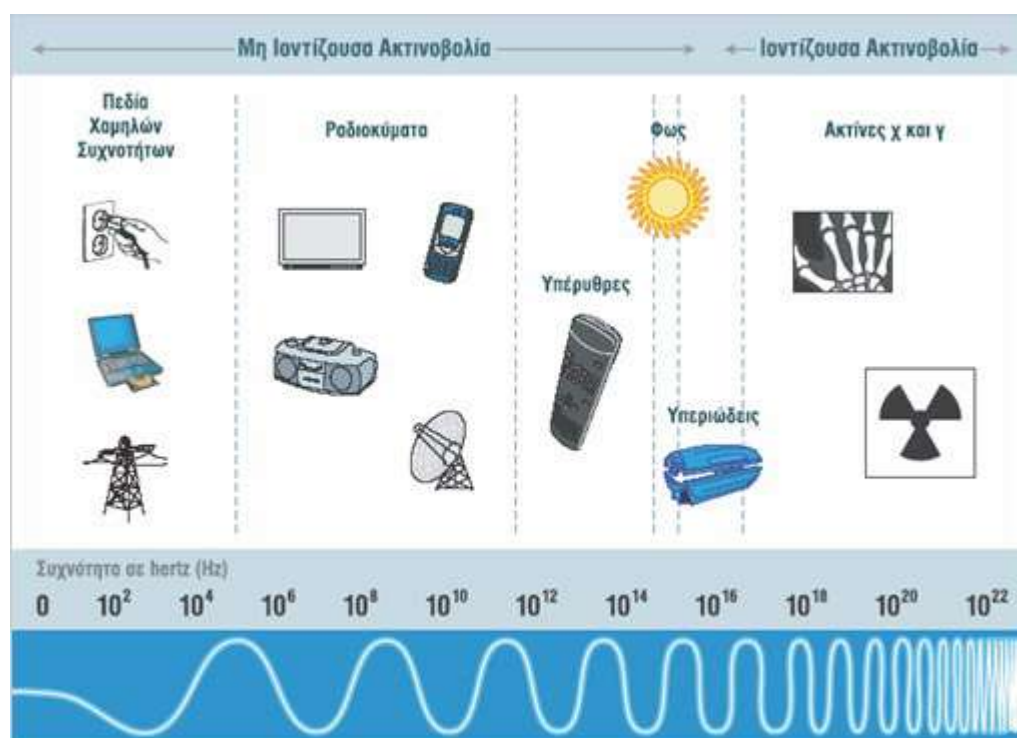 Μη Ιοντίζουσα Ακτινοβολία
Ιοντίζουσα Ακτινοβολία
Πεδία
Χαμηλών
Συχνοτήτων
Ραδιοκύματα
Φως
Ακτίνες χ και γ
Υπέρυθρες
Υπεριώδεις
Συχνότητα σε hertz (Hz)
0 10² 10⁴ 10⁶ 10⁸ 10¹⁰ 10¹² 10¹⁴ 10¹⁶ 10¹⁸ 10²⁰ 10²²